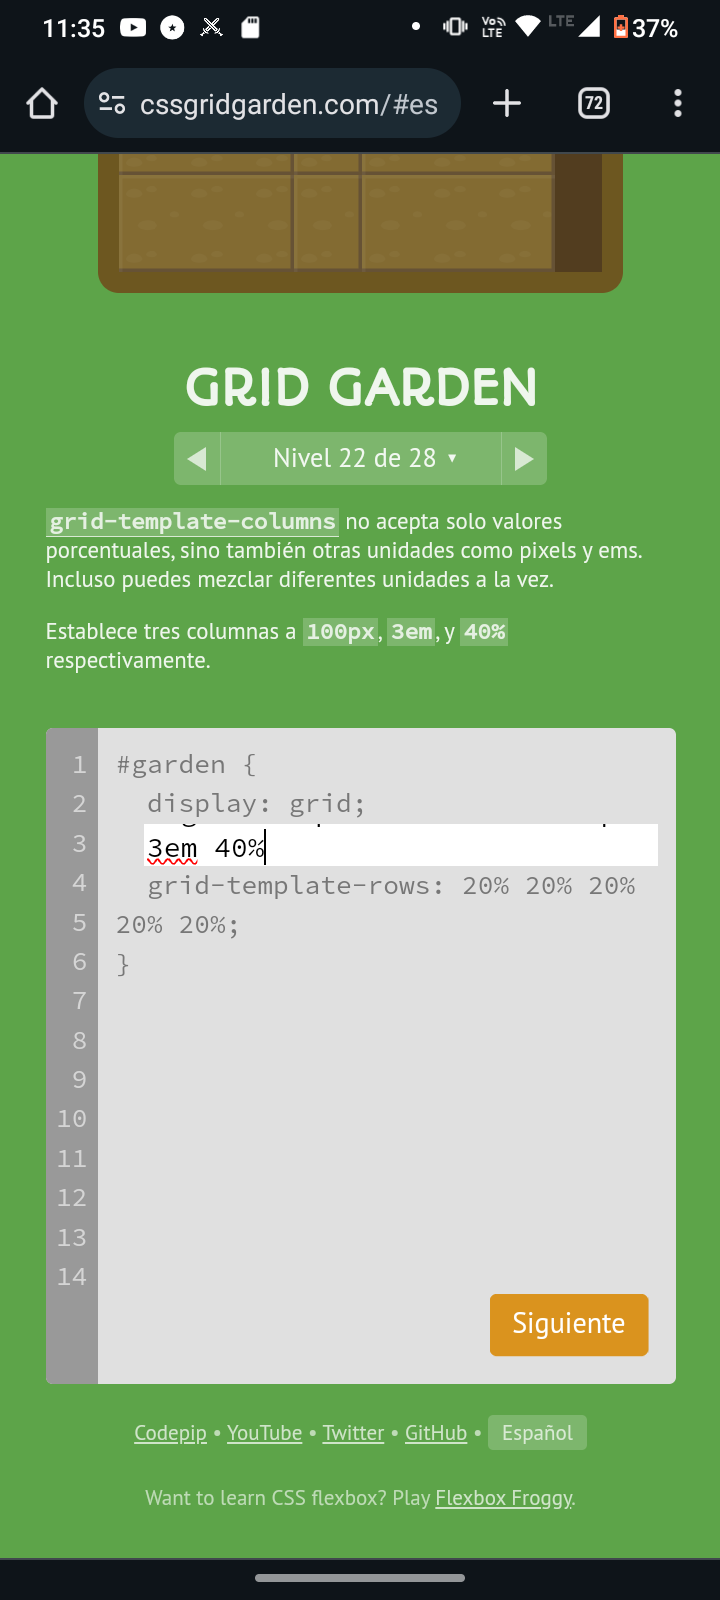 11:35
Vo
LTE
LTE
37%
cssgridgarden.com/#es
72
GRID GARDEN
Nivel 22 de 28
grid-template-columns no acepta solo valores
porcentuales, sino también otras unidades como pixels y ems.
Incluso puedes mezclar diferentes unidades a la vez.
Establece tres columnas a 100px, 3em, y 40%
respectivamente.
1 #garden {
2 display: grid;
3 3em 40%
4 grid-template-rows: 20% 20% 20%
5 20% 20%;
6 }
7
8
9
10
11
12
13
14
Siguiente
Codepip • YouTube • Twitter • GitHub • Español
Want to learn CSS flexbox? Play Flexbox Froggy.